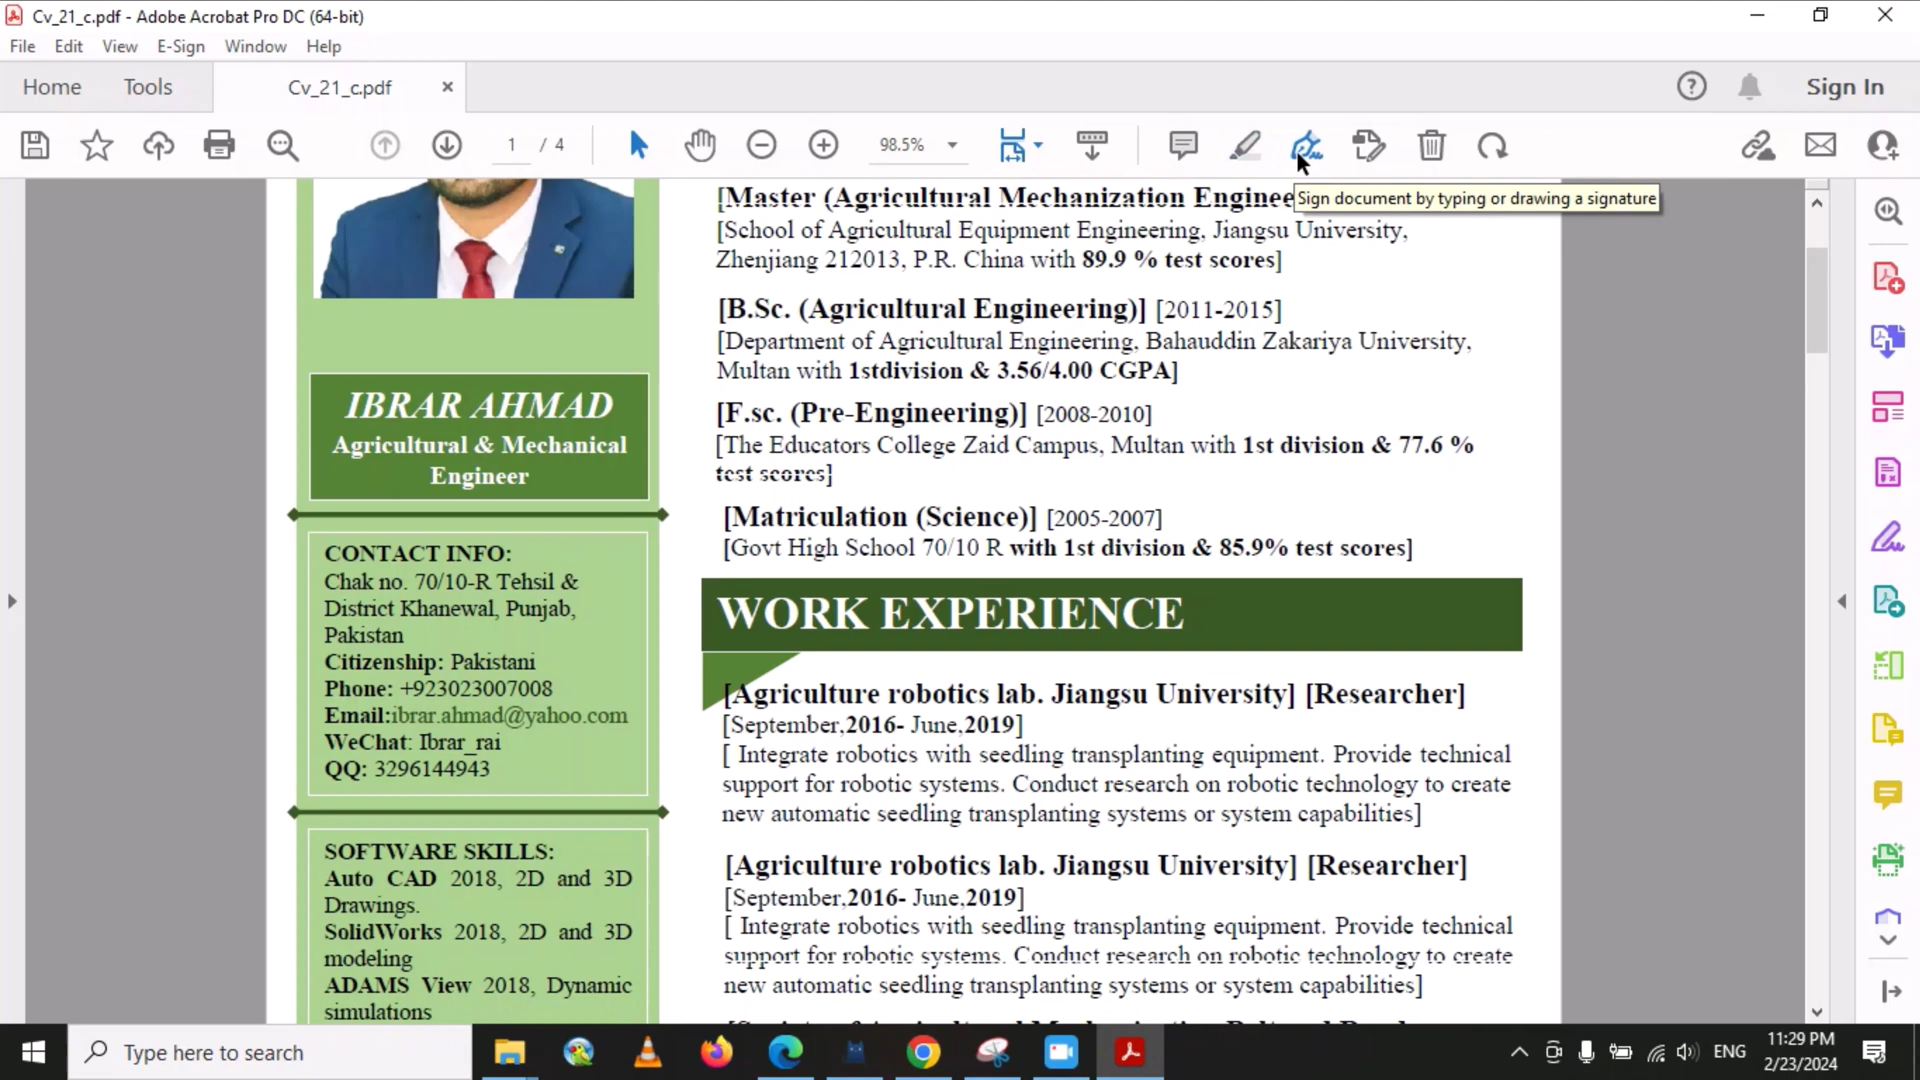 Cv_21_c.pdf - Adobe Acrobat Pro DC (64-bit)
File Edit View E-Sign Window Help
Home Tools Cv_21_c.pdf × Sign In
1 / 4 98.5%
Sign document by typing or drawing a signature
IBRAR AHMAD
Agricultural & Mechanical
Engineer
CONTACT INFO:
Chak no. 70/10-R Tehsil &
District Khanewal, Punjab,
Pakistan
Citizenship: Pakistani
Phone: +923023007008
Email:ibrar.ahmad@yahoo.com
WeChat: Ibrar_rai
QQ: 3296144943
SOFTWARE SKILLS:
Auto CAD 2018, 2D and 3D
Drawings.
SolidWorks 2018, 2D and 3D
modeling
ADAMS View 2018, Dynamic
simulations
[Master (Agricultural Mechanization Enginee
[School of Agricultural Equipment Engineering, Jiangsu University,
Zhenjiang 212013, P.R. China with 89.9 % test scores]
[B.Sc. (Agricultural Engineering)] [2011-2015]
[Department of Agricultural Engineering, Bahauddin Zakariya University,
Multan with 1stdivision & 3.56/4.00 CGPA]
[F.sc. (Pre-Engineering)] [2008-2010]
[The Educators College Zaid Campus, Multan with 1st division & 77.6 %
test scores]
[Matriculation (Science)] [2005-2007]
[Govt High School 70/10 R with 1st division & 85.9% test scores]
WORK EXPERIENCE
[Agriculture robotics lab. Jiangsu University] [Researcher]
[September,2016- June,2019]
[ Integrate robotics with seedling transplanting equipment. Provide technical
support for robotic systems. Conduct research on robotic technology to create
new automatic seedling transplanting systems or system capabilities]
[Agriculture robotics lab. Jiangsu University] [Researcher]
[September,2016- June,2019]
[ Integrate robotics with seedling transplanting equipment. Provide technical
support for robotic systems. Conduct research on robotic technology to create
new automatic seedling transplanting systems or system capabilities]
Type here to search
ENG
11:29 PM
2/23/2024